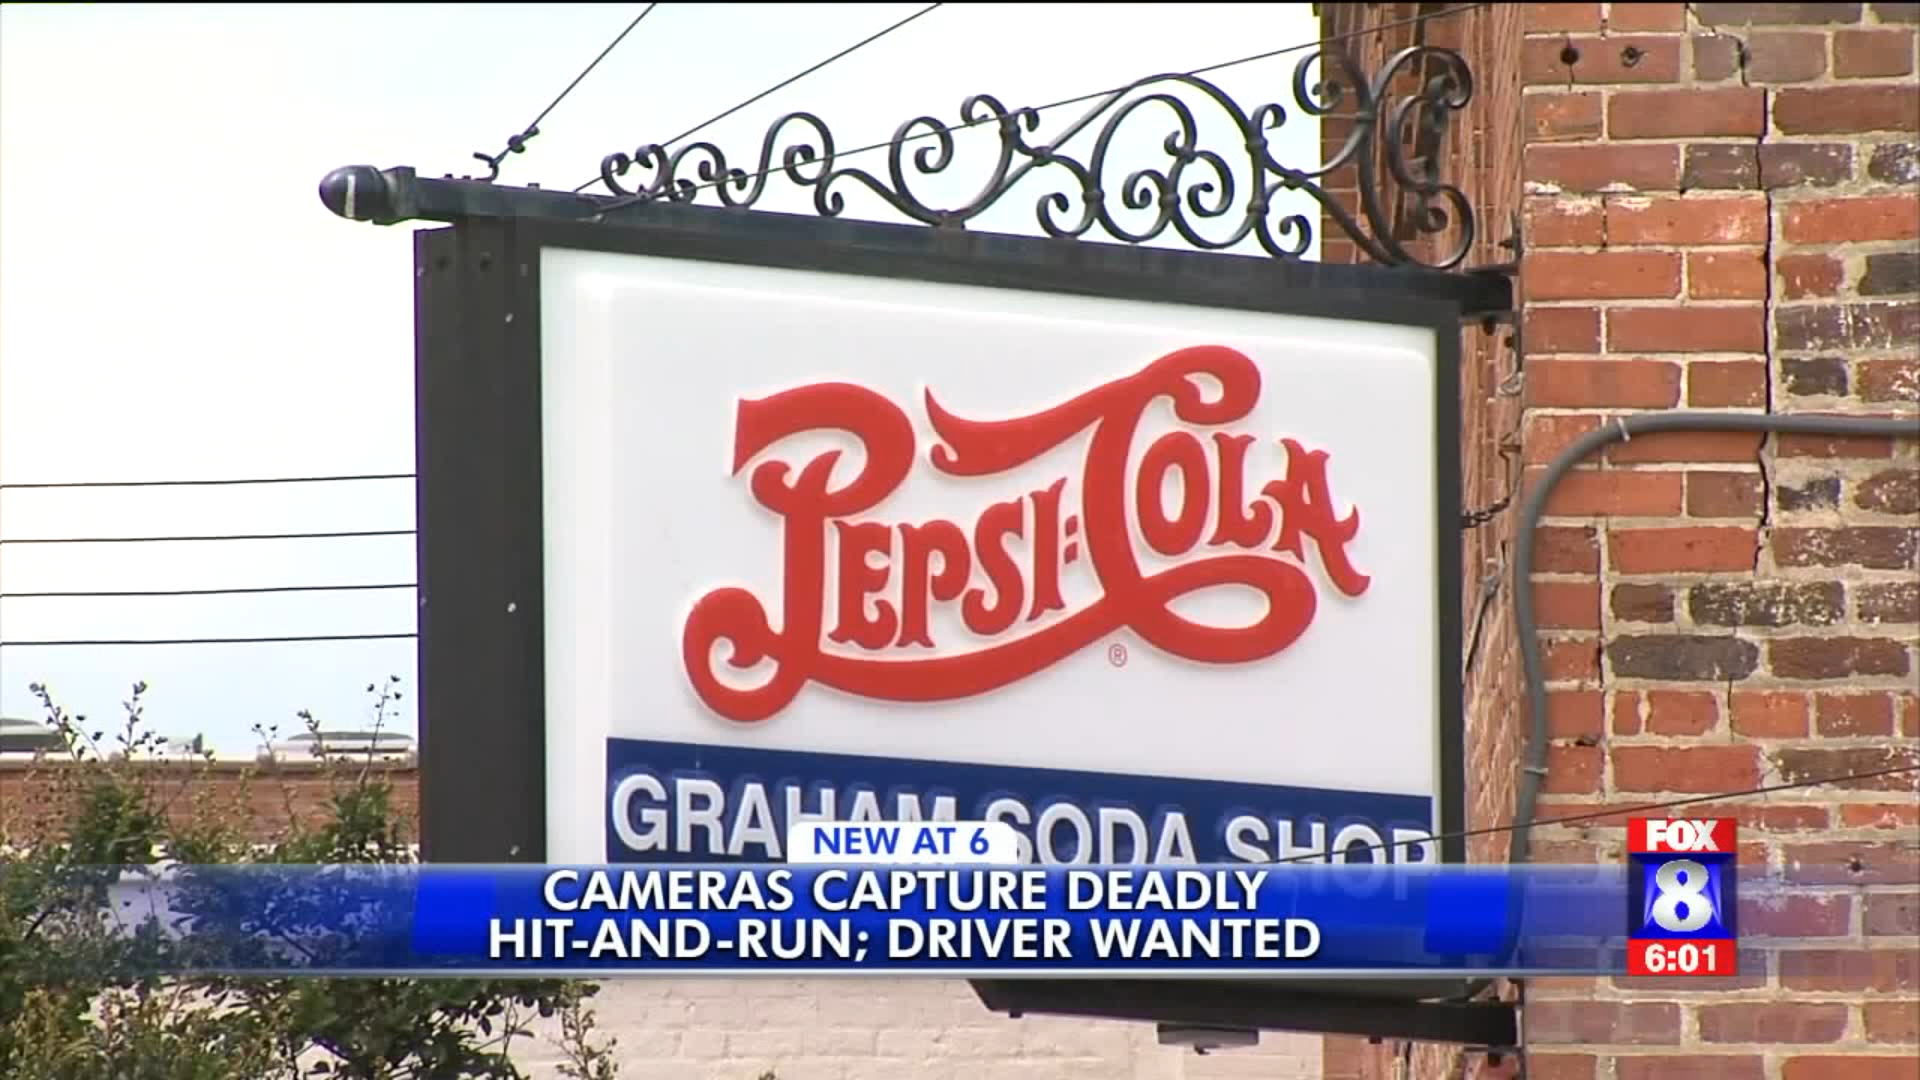 PEPSI:COLA
®
GRAHAM SODA SHOP
NEW AT 6
CAMERAS CAPTURE DEADLY
HIT-AND-RUN; DRIVER WANTED
FOX
8
6:01